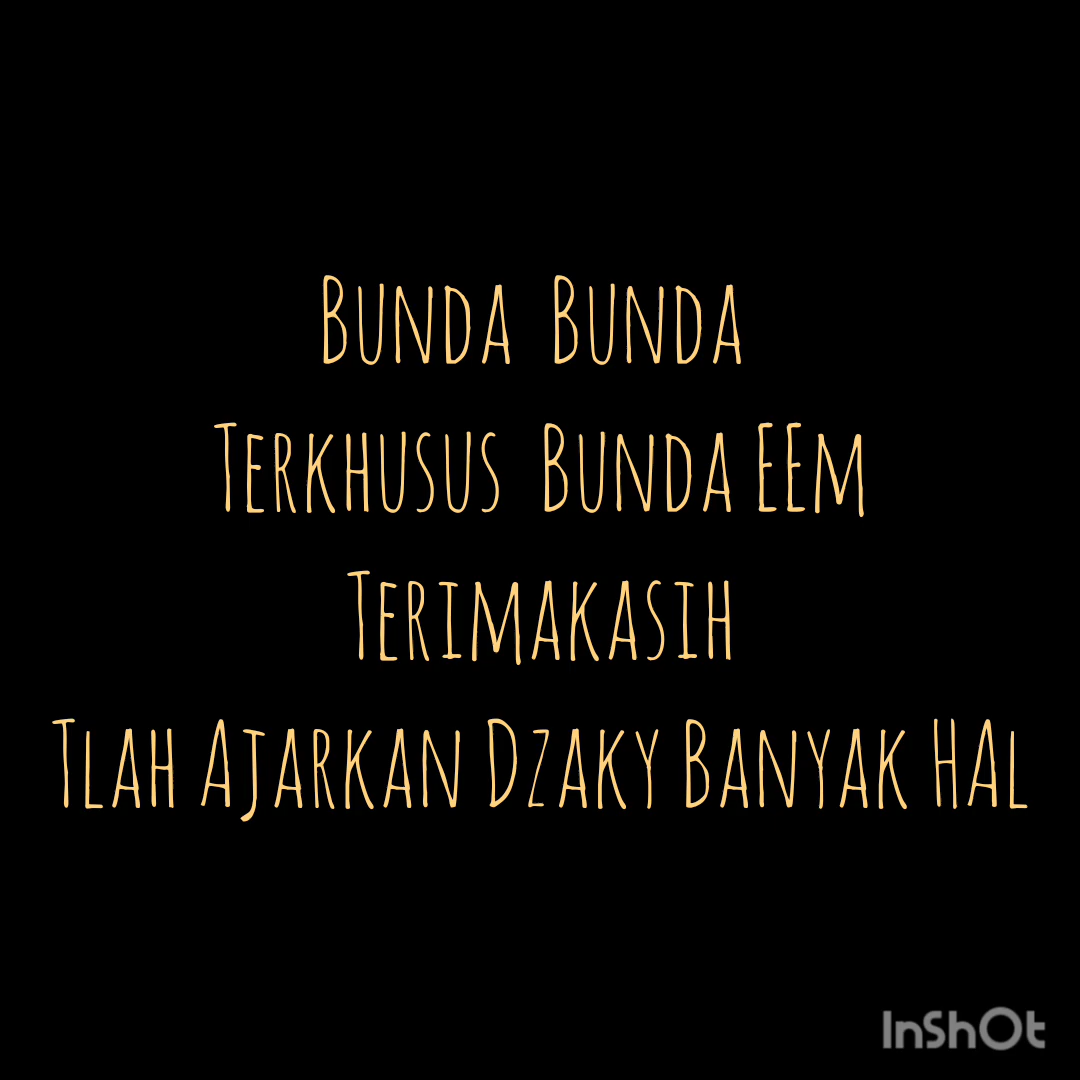 Bunda Bunda
Terkhusus Bunda EEm
Terimakasih
Tlah Ajarkan Dzaky Banyak HAl
InShOt